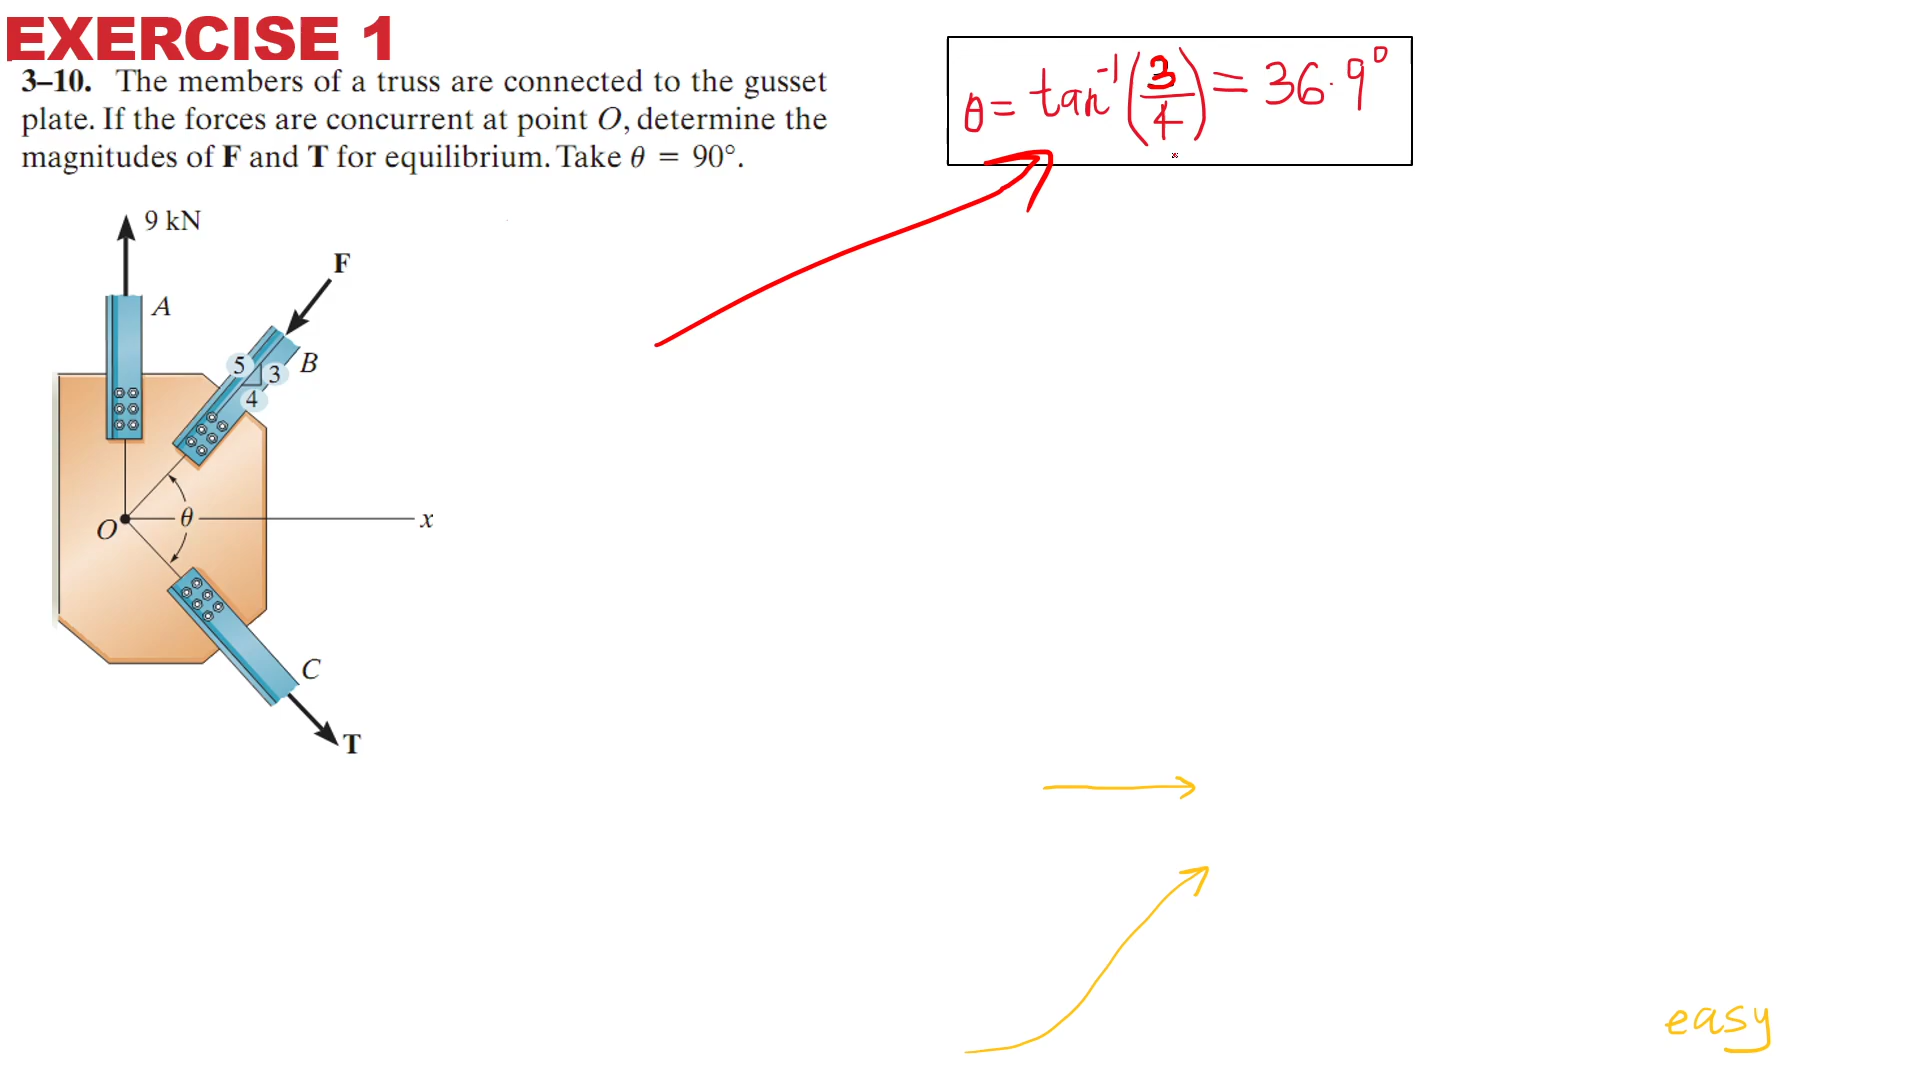 EXERCISE 1
3–10. The members of a truss are connected to the gusset
plate. If the forces are concurrent at point O, determine the
magnitudes of F and T for equilibrium. Take θ = 90°.
θ = tan⁻¹(3/4) = 36.9°
9 kN
F
A
B
5
3
4
O
θ
x
C
T
easy